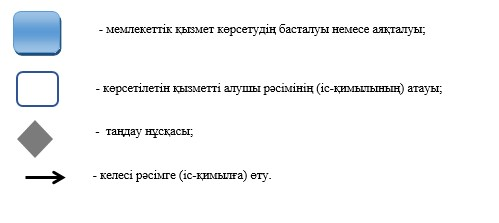 - мемлекеттік қызмет көрсетудің басталуы немесе аяқталуы;
- көрсетілетін қызметті алушы рәсімінің (іс-қимылының) атауы;
- таңдау нұсқасы;
- келесі рәсімге (іс-қимылға) өту.